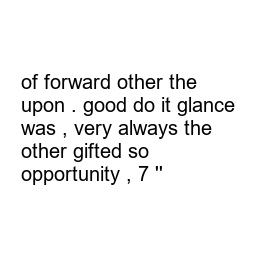 of forward other the
upon . good do it glance
was , very always the
other gifted so
opportunity , 7 "